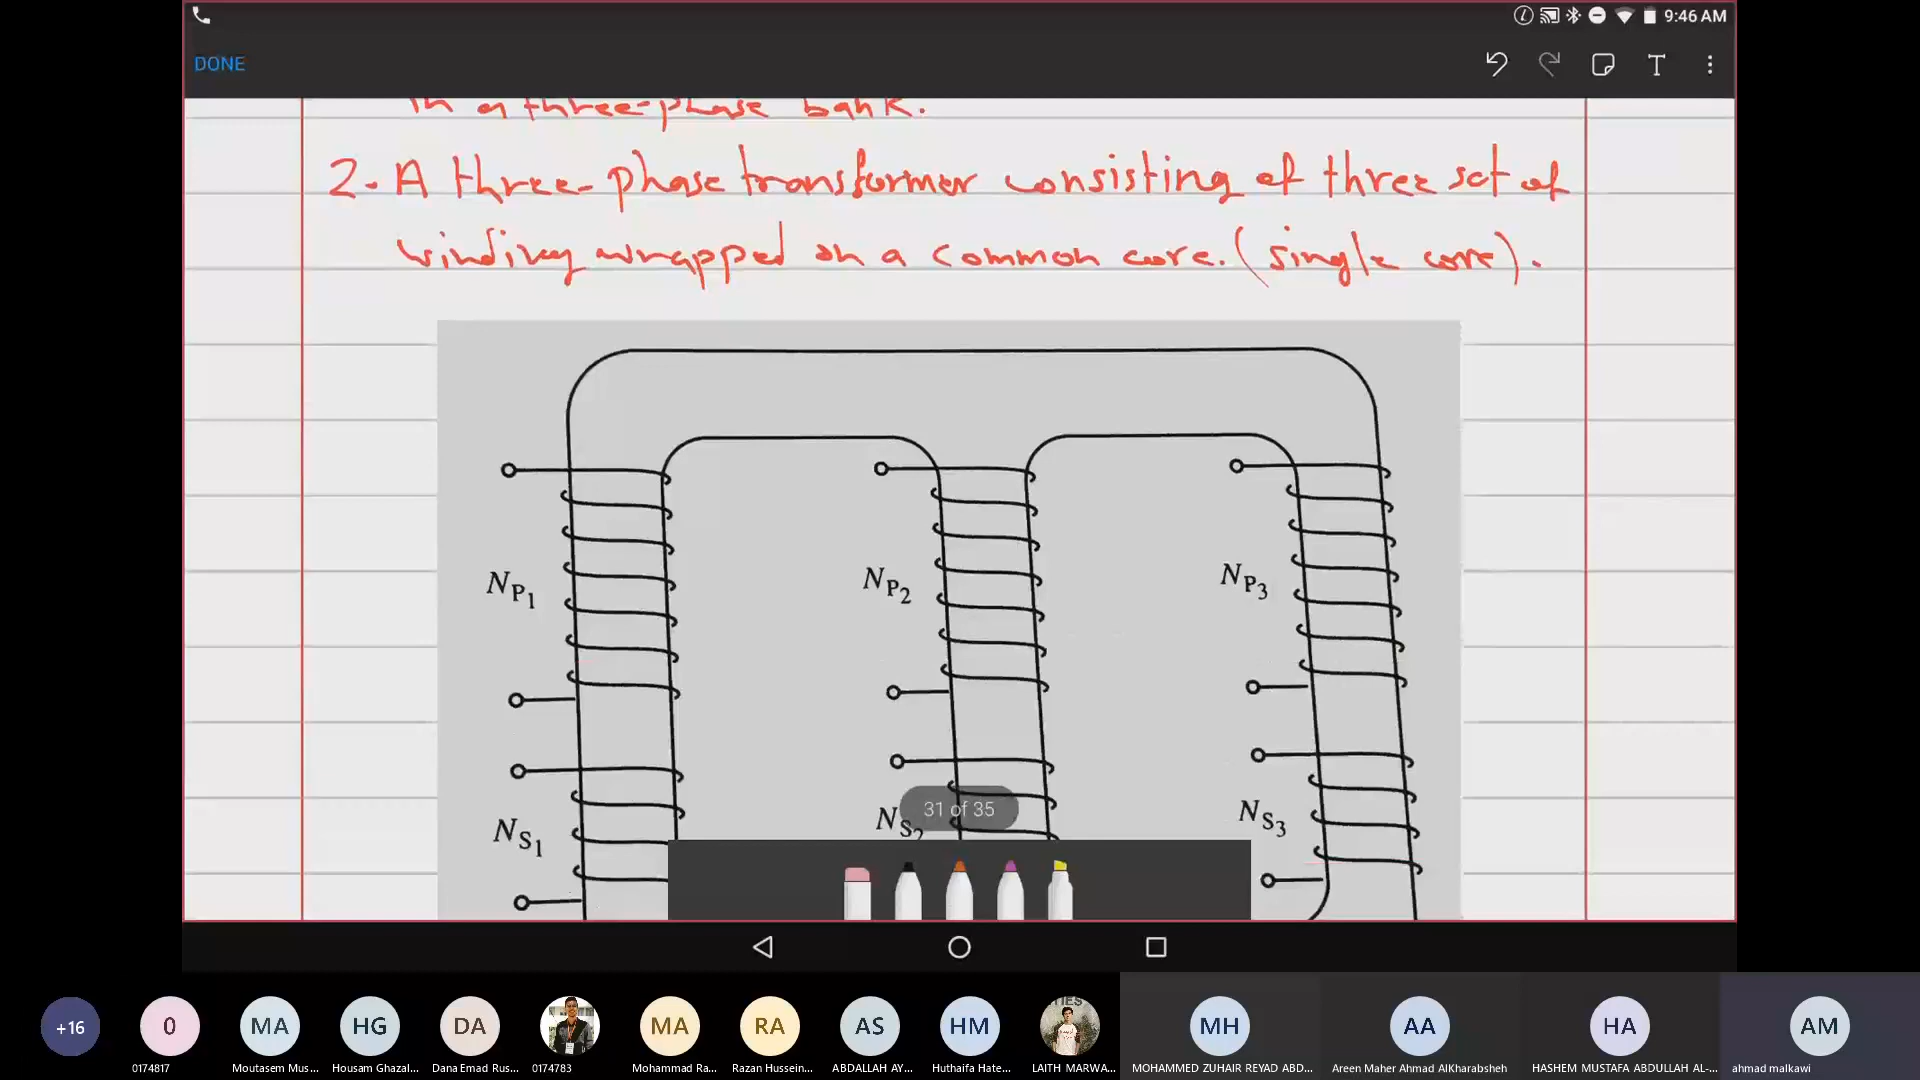 9:46 AM
DONE
in a three-phase bank.
2. A three-phase transformer consisting of three set of
winding wrapped on a common core. (single core).
NP1
NP2
NP3
NS1
NS2
NS3
31 of 35
+16
0
MA
HG
DA
MA
RA
AS
HM
TIES
MH
AA
HA
AM
0174817
Moutasem Mus...
Housam Ghazal...
Dana Emad Rus...
0174783
Mohammad Ra...
Razan Hussein...
ABDALLAH AY...
Huthaifa Hate...
LAITH MARWA...
MOHAMMED ZUHAIR REYAD ABD...
Areen Maher Ahmad AlKharabsheh
HASHEM MUSTAFA ABDULLAH AL-...
ahmad malkawi